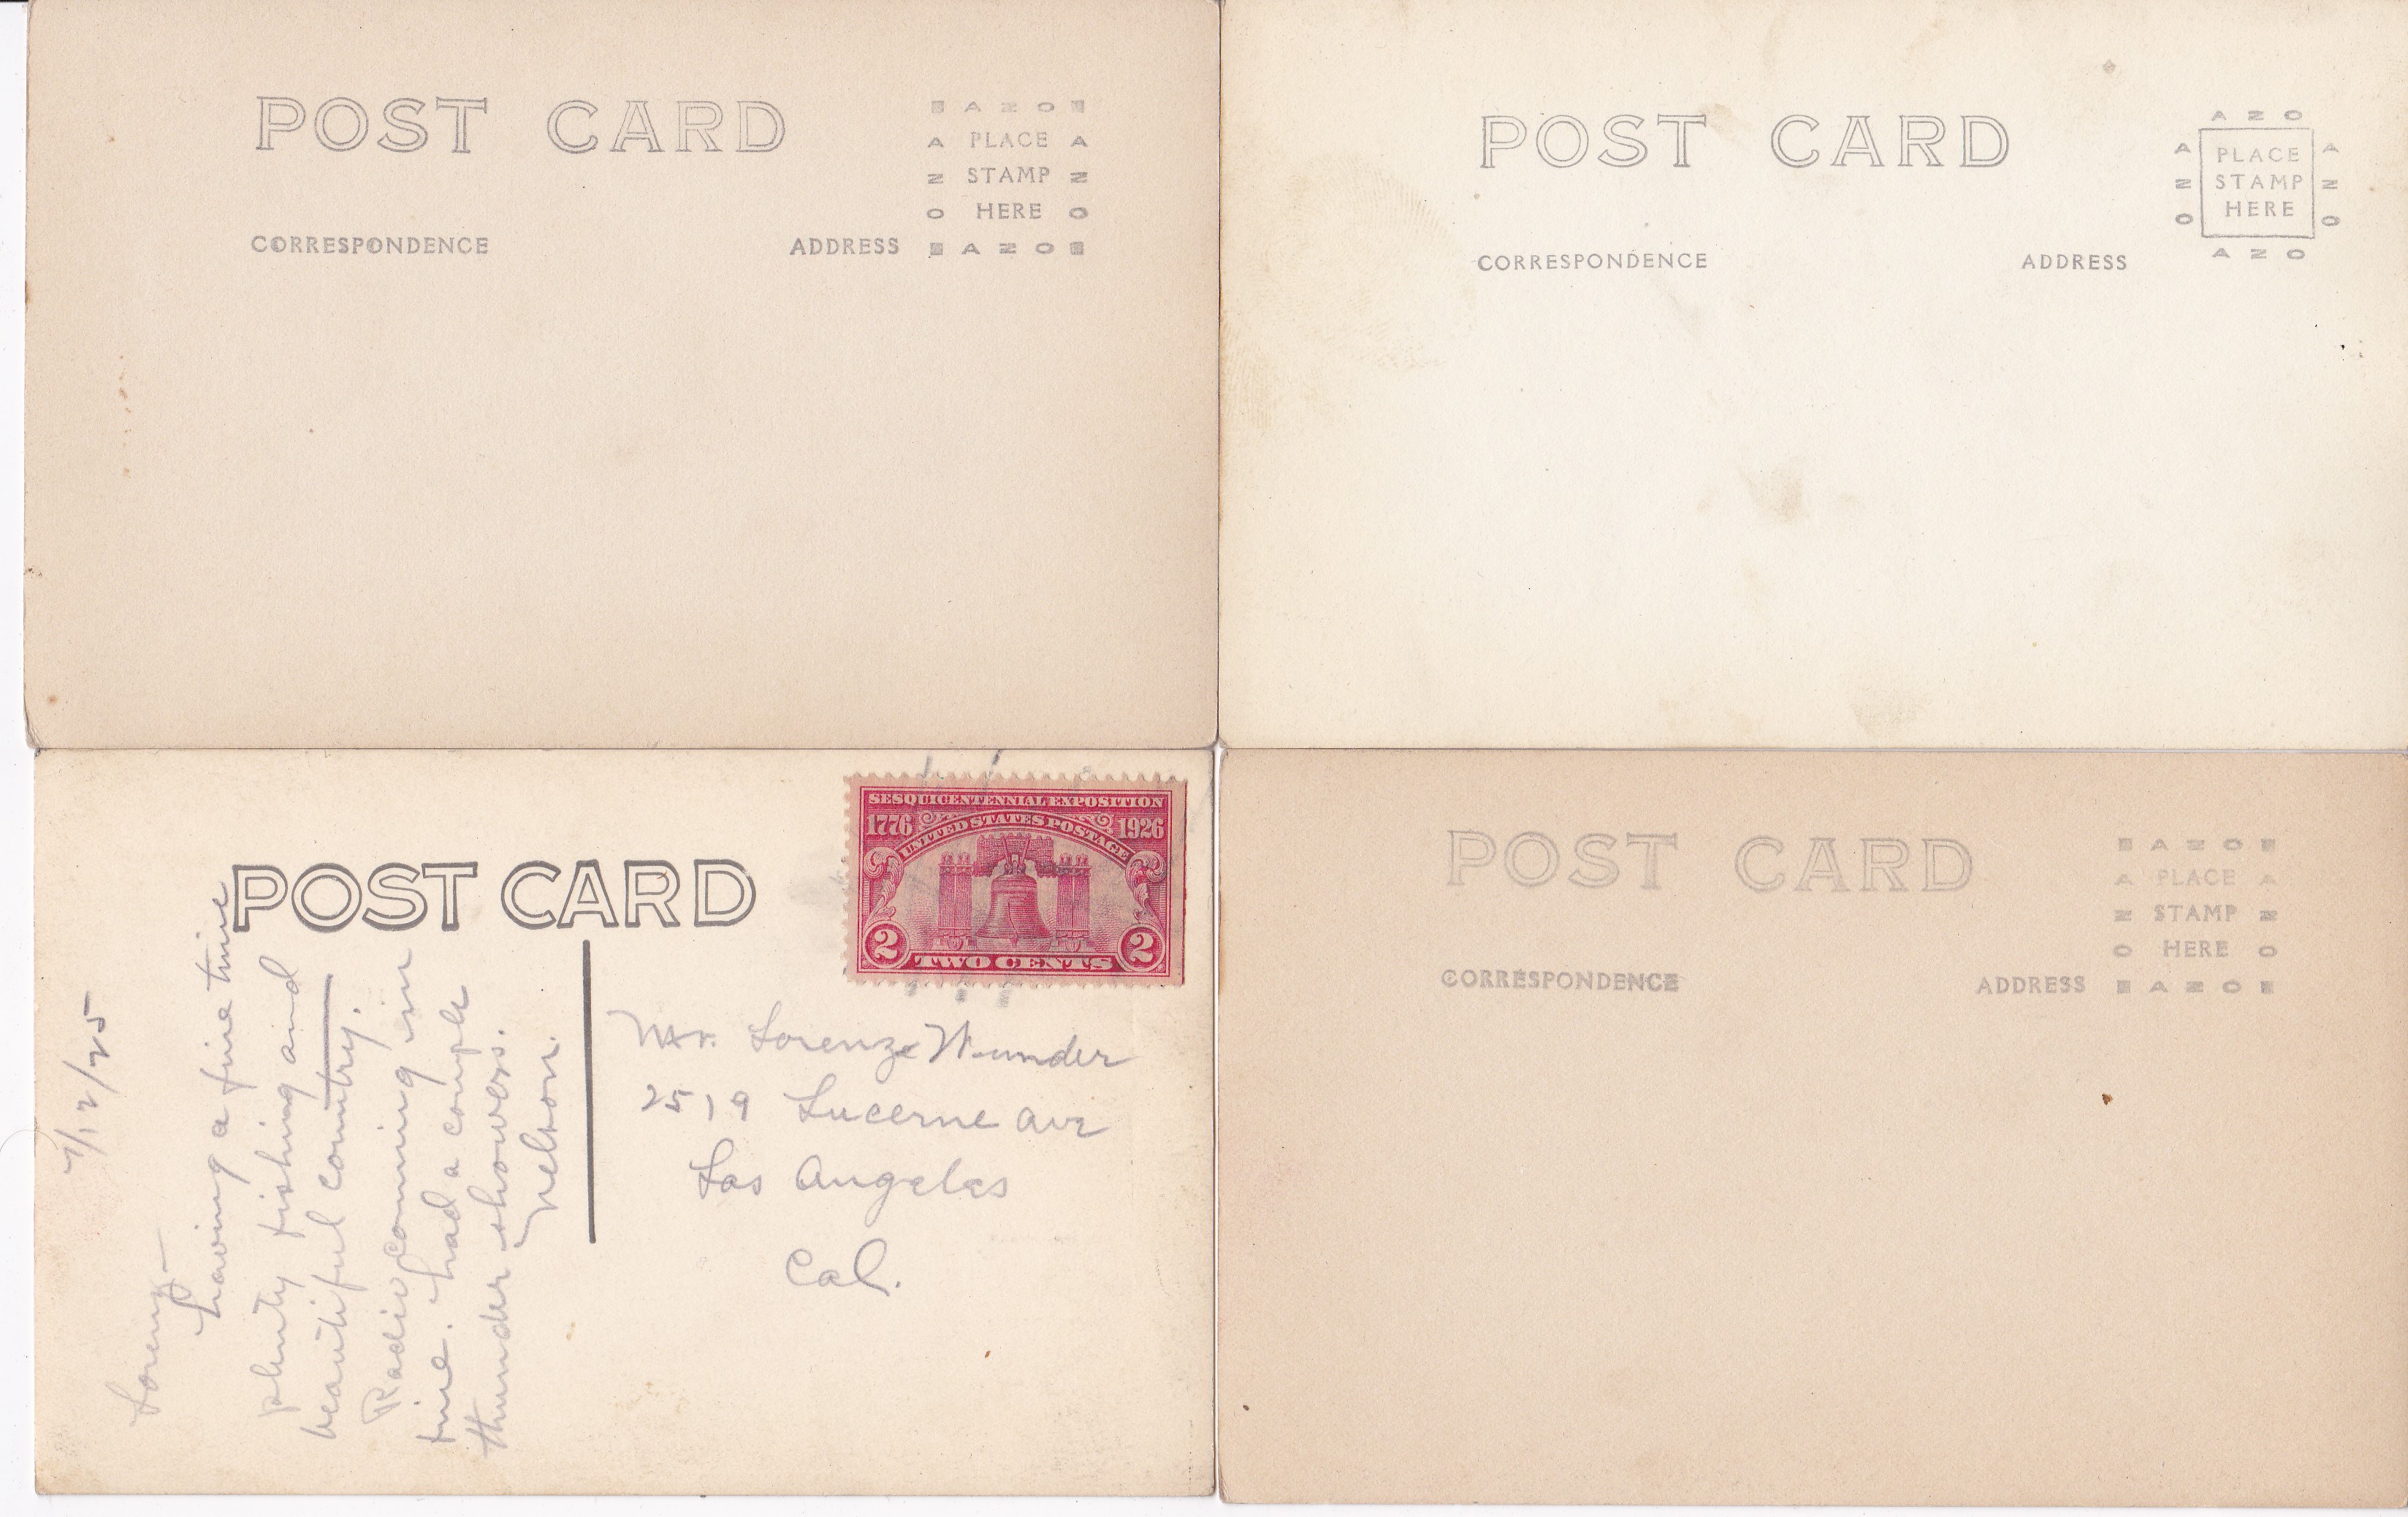 POST CARD
AZO
A PLACE A
Z STAMP Z
O HERE O
CORRESPONDENCE
ADDRESS
AZO
POST CARD
AZO
A PLACE A
Z STAMP Z
O HERE O
AZO
CORRESPONDENCE
ADDRESS
POST CARD
SESQUICENTENNIAL EXPOSITION
1776 1926
UNITED STATES POSTAGE
2 2
TWO CENTS
7/12/25
Lorenz—
having a fine time
plenty fishing and
beautiful country.
Radio coming in
fine. had a couple
thunder showers.
Nelson.
Mr. Lorenz Wunder
2519 Lucerne Ave
Los Angeles
Cal.
POST CARD
AZO
A PLACE A
Z STAMP Z
O HERE O
CORRESPONDENCE
ADDRESS
AZO